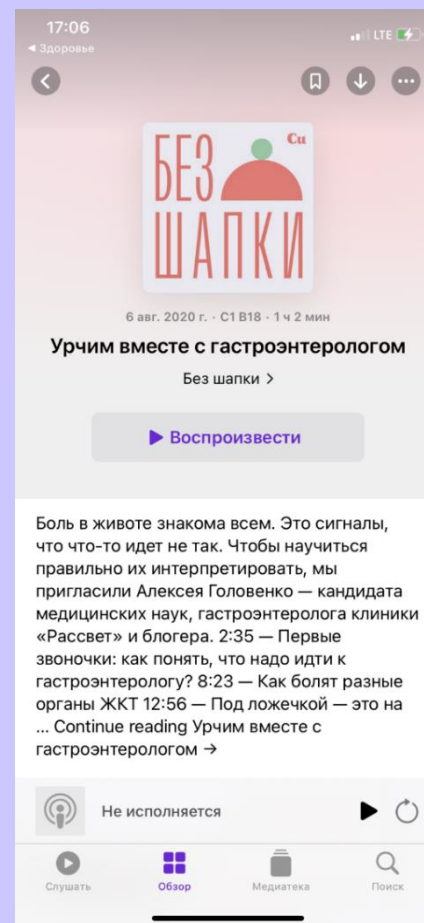 17:06
LTE
◀ Здоровье
БЕЗ
Си
ШАПКИ
6 авг. 2020 г. · С1 В18 · 1 ч 2 мин
Урчим вместе с гастроэнтерологом
Без шапки >
▶ Воспроизвести
Боль в животе знакома всем. Это сигналы,
что что-то идет не так. Чтобы научиться
правильно их интерпретировать, мы
пригласили Алексея Головенко — кандидата
медицинских наук, гастроэнтеролога клиники
«Рассвет» и блогера. 2:35 — Первые
звоночки: как понять, что надо идти к
гастроэнтерологу? 8:23 — Как болят разные
органы ЖКТ 12:56 — Под ложечкой — это на
... Continue reading Урчим вместе с
гастроэнтерологом →
Не исполняется
Слушать
Обзор
Медиатека
Поиск